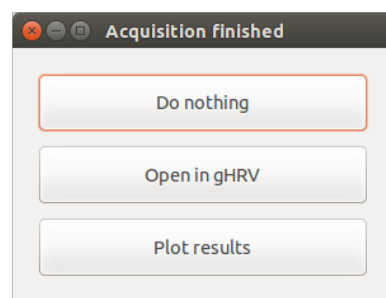 Acquisition finished
Do nothing
Open in gHRV
Plot results